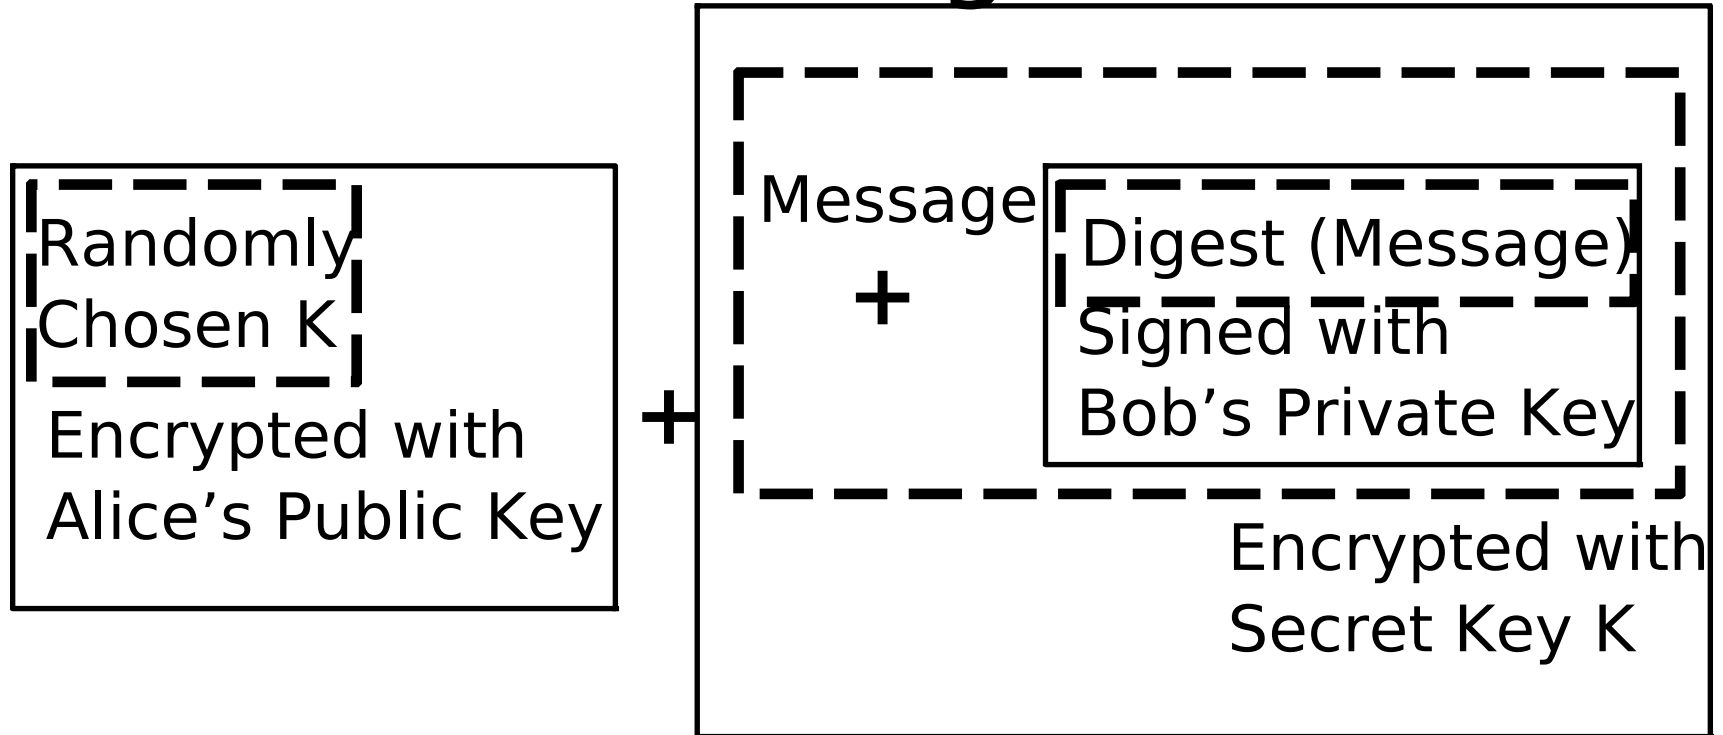 Randomly
Chosen K
Encrypted with
Alice’s Public Key
+
Message
+
Digest (Message)
Signed with
Bob’s Private Key
Encrypted with
Secret Key K